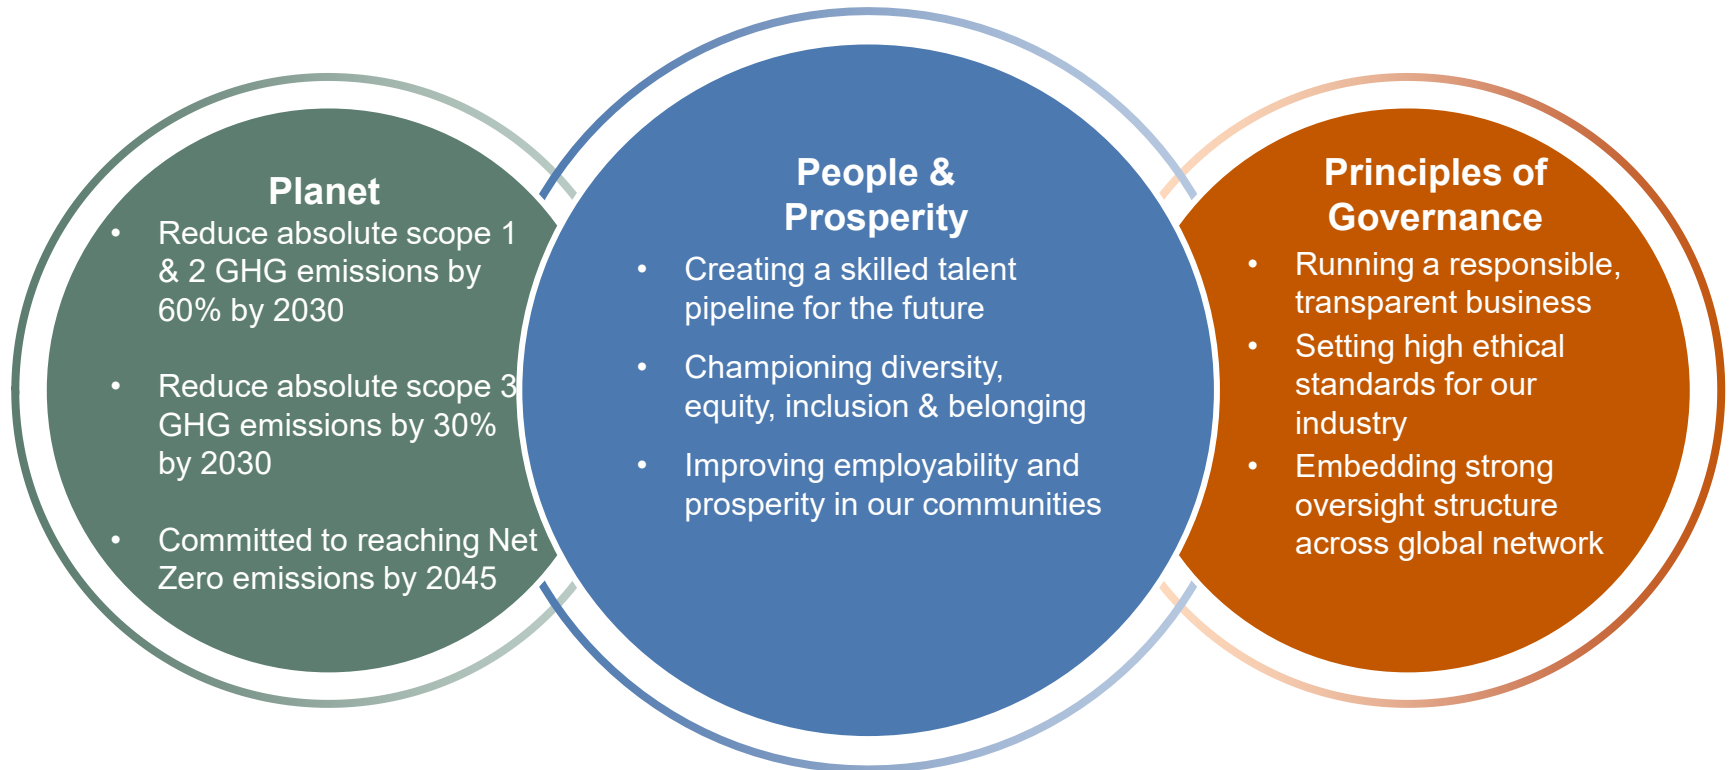 Planet
• Reduce absolute scope 1
& 2 GHG emissions by
60% by 2030
• Reduce absolute scope 3
GHG emissions by 30%
by 2030
• Committed to reaching Net
Zero emissions by 2045
People &
Prosperity
• Creating a skilled talent
pipeline for the future
• Championing diversity,
equity, inclusion & belonging
• Improving employability and
prosperity in our communities
Principles of
Governance
• Running a responsible,
transparent business
• Setting high ethical
standards for our
industry
• Embedding strong
oversight structure
across global network